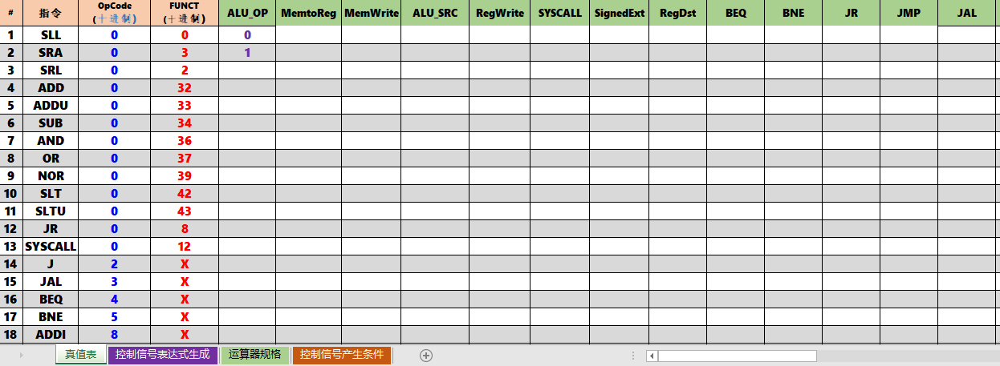 # 指令 OpCode (十进制) FUNCT (十进制) ALU_OP MemtoReg MemWrite ALU_SRC RegWrite SYSCALL SignedExt RegDst BEQ BNE JR JMP JAL
1 SLL 0 0 0
2 SRA 0 3 1
3 SRL 0 2
4 ADD 0 32
5 ADDU 0 33
6 SUB 0 34
7 AND 0 36
8 OR 0 37
9 NOR 0 39
10 SLT 0 42
11 SLTU 0 43
12 JR 0 8
13 SYSCALL 0 12
14 J 2 X
15 JAL 3 X
16 BEQ 4 X
17 BNE 5 X
18 ADDI 8 X
真值表 控制信号表达式生成 运算器规格 控制信号产生条件